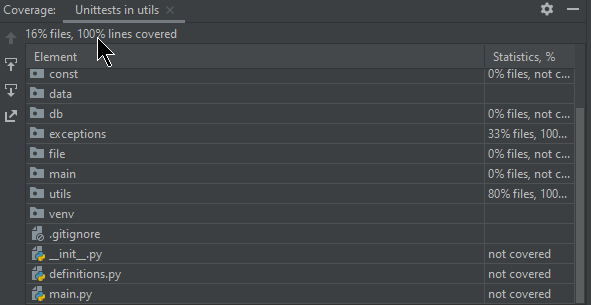 Coverage: Unittests in utils
16% files, 100% lines covered
Element Statistics, %
const 0% files, not c...
data
db 0% files, not c...
exceptions 33% files, 100...
file 0% files, not c...
main 0% files, not c...
utils 80% files, 100...
venv
.gitignore
__init__.py not covered
definitions.py not covered
main.py not covered